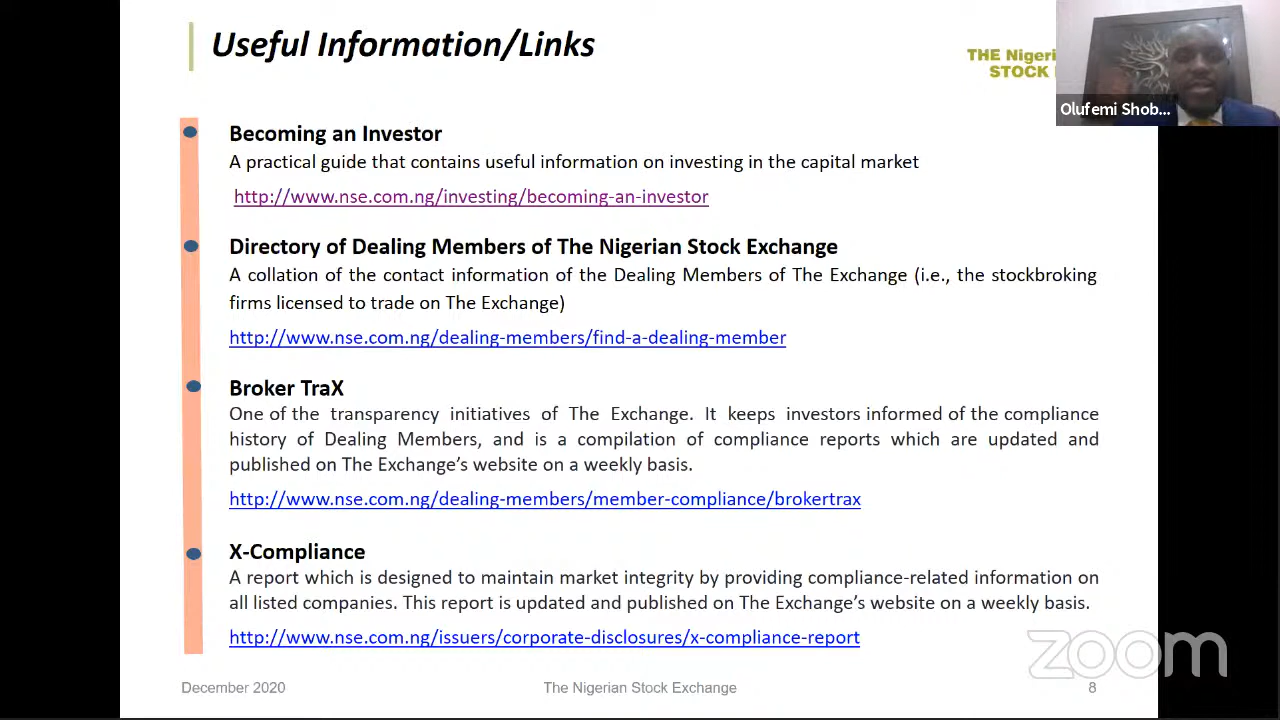 Useful Information/Links
THE Nigeri
STOCK
Olufemi Shob...
Becoming an Investor
A practical guide that contains useful information on investing in the capital market
http://www.nse.com.ng/investing/becoming-an-investor
Directory of Dealing Members of The Nigerian Stock Exchange
A collation of the contact information of the Dealing Members of The Exchange (i.e., the stockbroking
firms licensed to trade on The Exchange)
http://www.nse.com.ng/dealing-members/find-a-dealing-member
Broker TraX
One of the transparency initiatives of The Exchange. It keeps investors informed of the compliance
history of Dealing Members, and is a compilation of compliance reports which are updated and
published on The Exchange’s website on a weekly basis.
http://www.nse.com.ng/dealing-members/member-compliance/brokertrax
X-Compliance
A report which is designed to maintain market integrity by providing compliance-related information on
all listed companies. This report is updated and published on The Exchange’s website on a weekly basis.
http://www.nse.com.ng/issuers/corporate-disclosures/x-compliance-report
zoom
December 2020
The Nigerian Stock Exchange
8